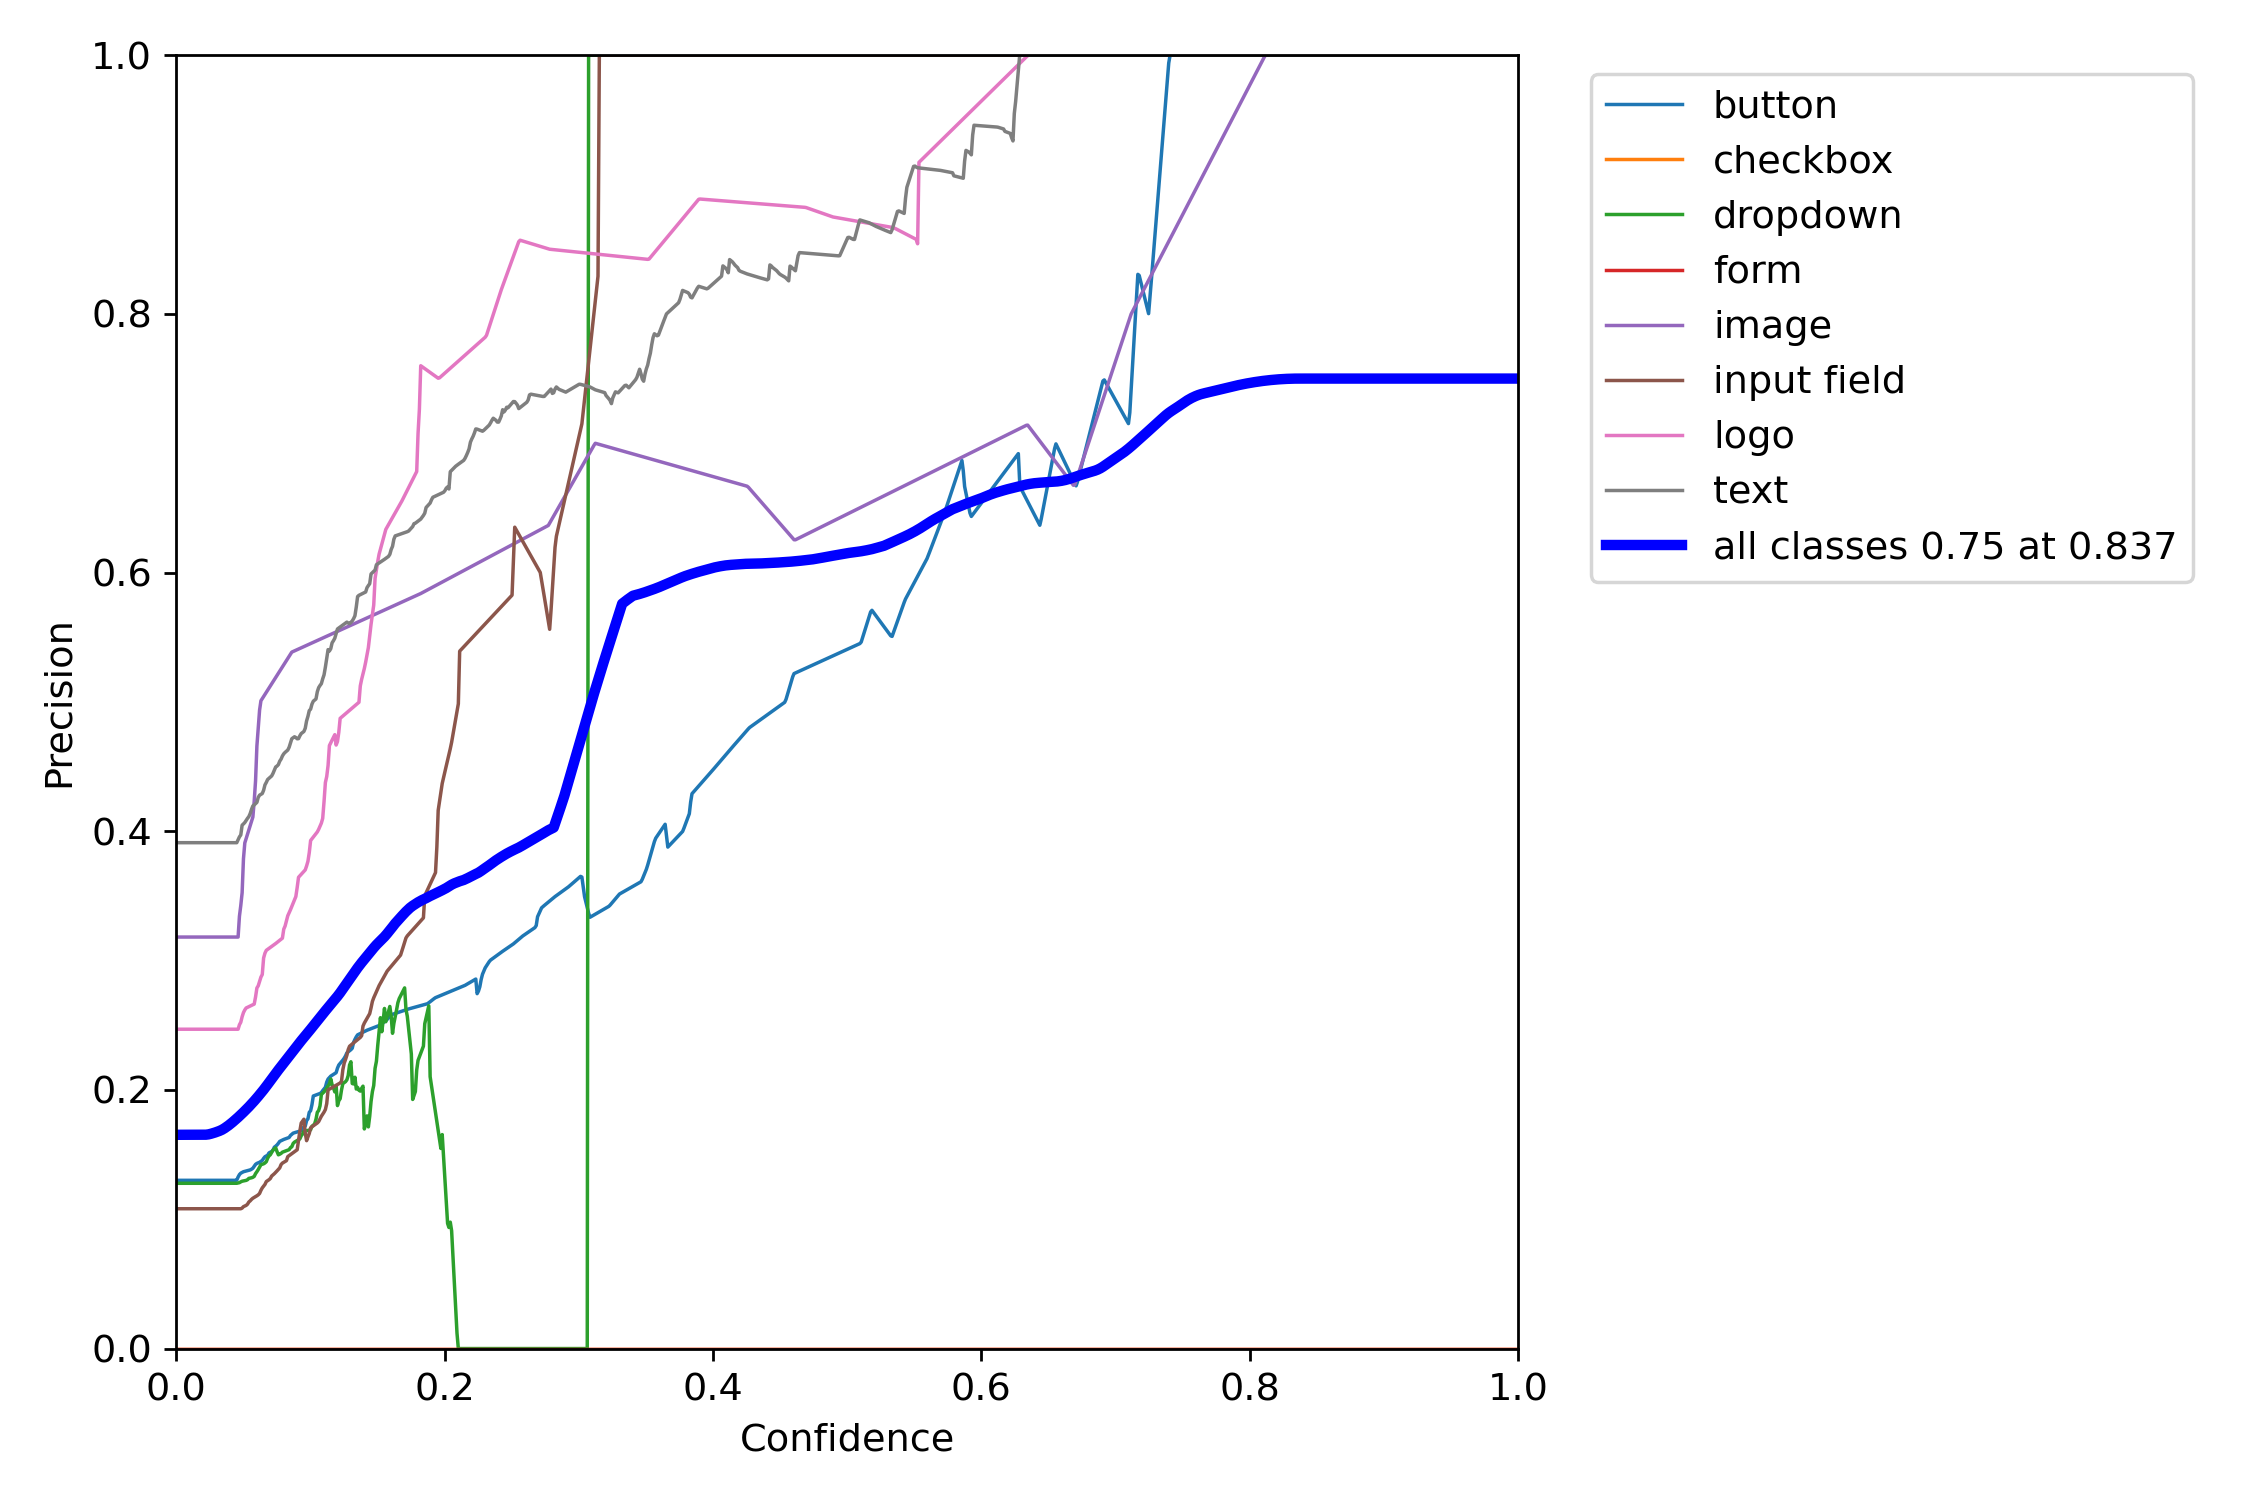 1.0
0.8
0.6
0.4
0.2
0.0
Precision
0.0 0.2 0.4 0.6 0.8 1.0
Confidence
button
checkbox
dropdown
form
image
input field
logo
text
all classes 0.75 at 0.837